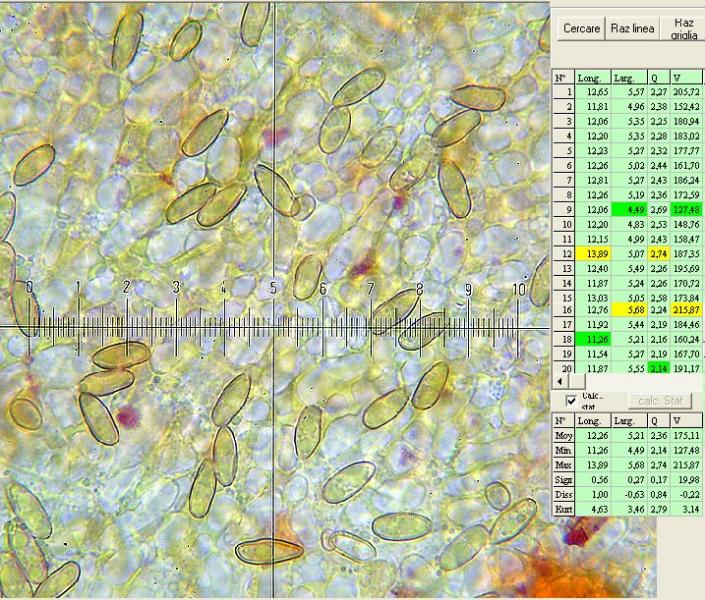 Cercare Raz linea Haz griglia
N° Long. Larg. Q V
1 12,65 5,57 2,27 205,72
2 11,81 4,96 2,38 152,42
3 12,06 5,35 2,25 180,94
4 12,20 5,35 2,28 183,02
5 12,23 5,27 2,32 177,77
6 12,26 5,02 2,44 161,70
7 12,81 5,27 2,43 186,24
8 12,26 5,19 2,36 172,59
9 12,06 4,49 2,69 127,48
10 12,20 4,83 2,53 148,76
11 12,15 4,99 2,43 158,47
12 13,89 5,07 2,74 187,35
13 12,40 5,49 2,26 195,69
14 11,87 5,24 2,26 170,72
15 13,03 5,05 2,58 173,84
16 12,76 5,68 2,24 215,87
17 11,92 5,44 2,19 184,46
18 11,26 5,21 2,16 160,24
19 11,54 5,27 2,19 167,70
20 11,87 5,55 2,14 191,17
0 1 2 3 4 5 6 7 8 9 10
Calc. stat calc. Stat
N° Long. Larg. Q V
Moy 12,26 5,21 2,36 175,11
Min 11,26 4,49 2,14 127,48
Max 13,89 5,68 2,74 215,87
Sigm 0,56 0,27 0,17 19,98
Diss 1,00 -0,63 0,84 -0,22
Kurt 4,63 3,46 2,79 3,14